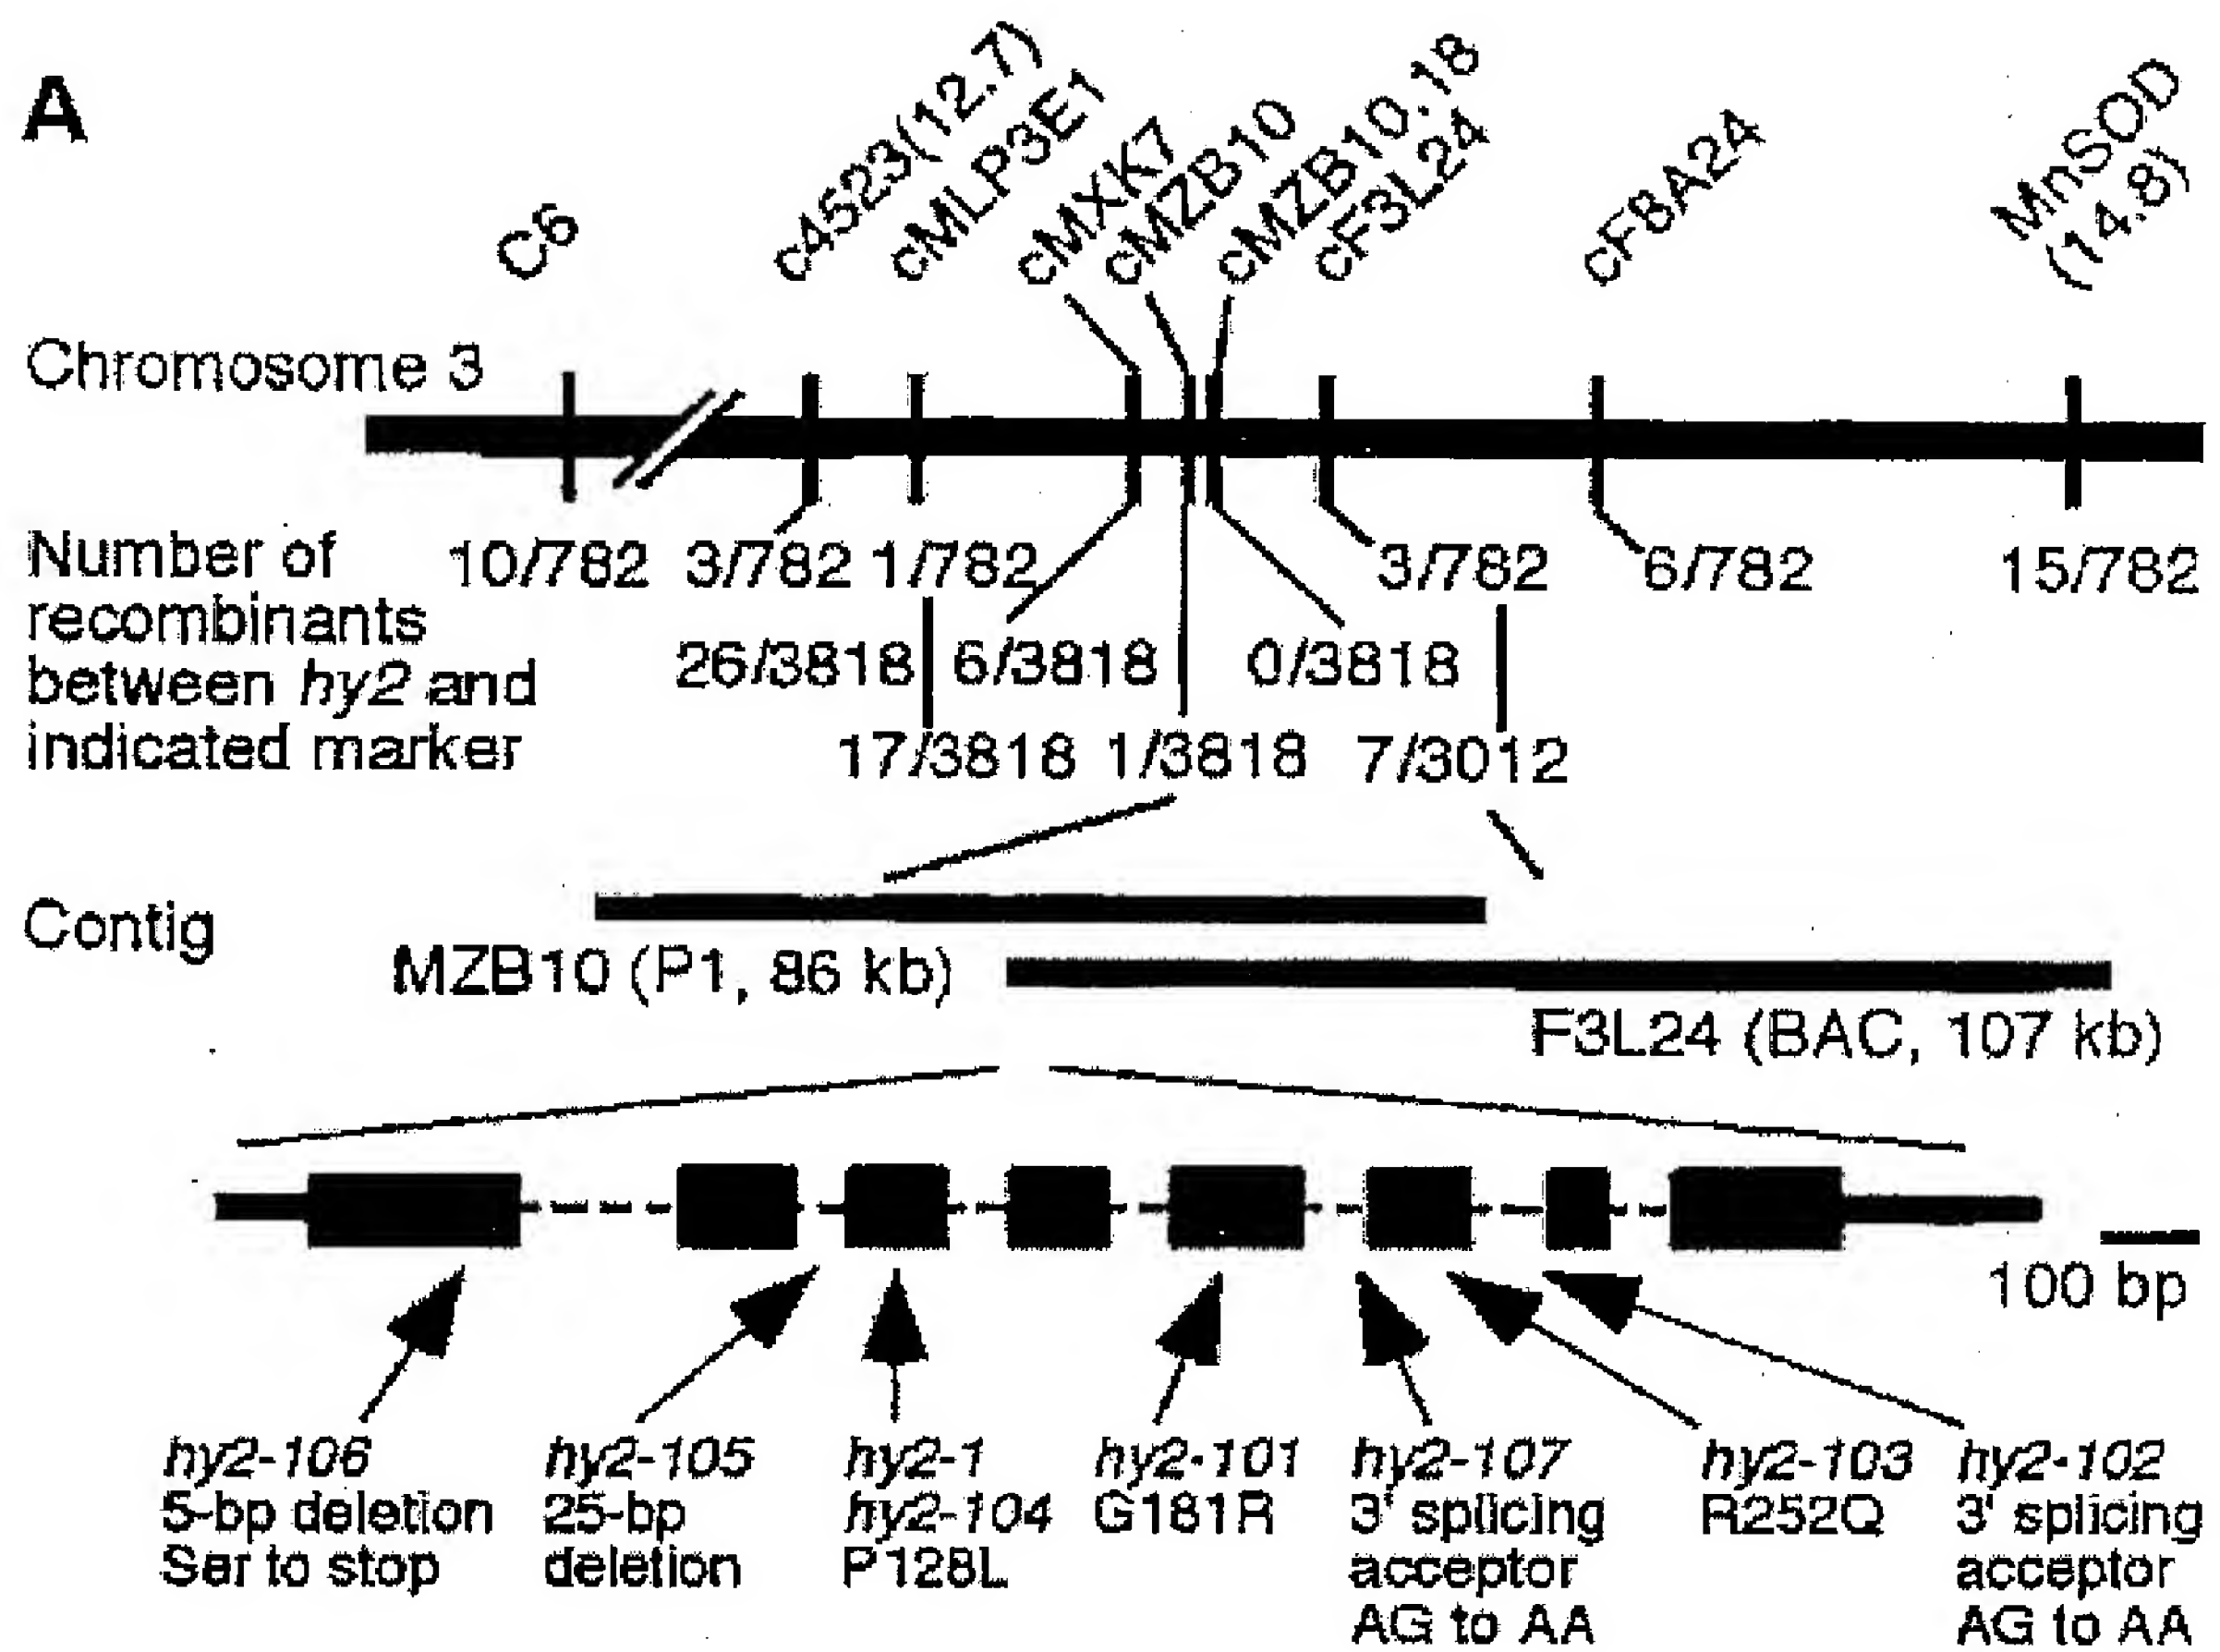 A
C6
c4523(12.7)
cMLP3E1
cMXK7
cMZB10
cMZB10.18
cF3L24
cF8A24
MnSOD
(14.8)
Chromosome 3
Number of
recombinants
between hy2 and
indicated marker
10/782 3/782 1/782 3/782 6/782 15/782
26/3818 6/3818 0/3818
17/3818 1/3818 7/3012
Contig
MZB10 (P1, 86 kb)
F3L24 (BAC, 107 kb)
100 bp
hy2-106
5-bp deletion
Ser to stop
hy2-105
25-bp
deletion
hy2-1
hy2-104
P128L
hy2-101
G181R
hy2-107
3' splicing
acceptor
AG to AA
hy2-103
R252Q
hy2-102
3' splicing
acceptor
AG to AA